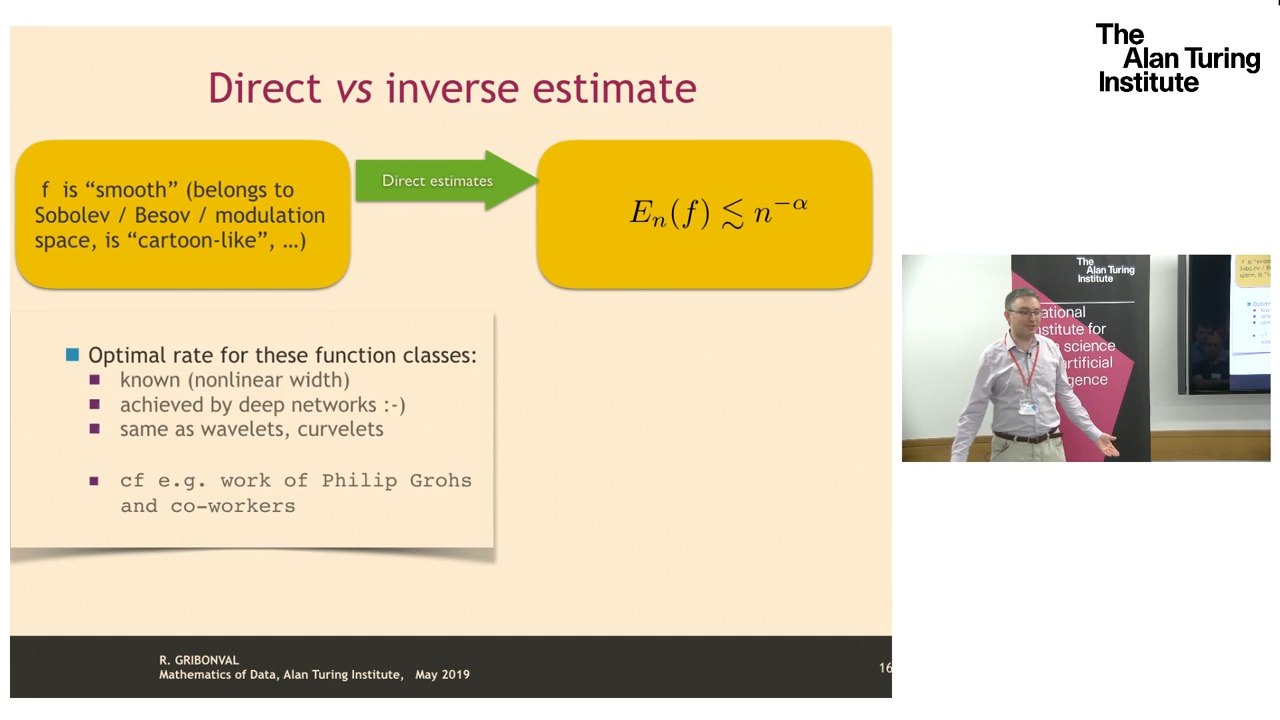 The
Alan Turing
Institute
Direct vs inverse estimate
f is “smooth” (belongs to
Sobolev / Besov / modulation
space, is “cartoon-like”, …)
Direct estimates
E_n(f) ≲ n^{-α}
Optimal rate for these function classes:
known (nonlinear width)
achieved by deep networks :-)
same as wavelets, curvelets
cf e.g. work of Philip Grohs
and co-workers
R. GRIBONVAL
Mathematics of Data, Alan Turing Institute, May 2019
16
The
Alan Turing
Institute
ational
nstitute for
science
artificial
gence